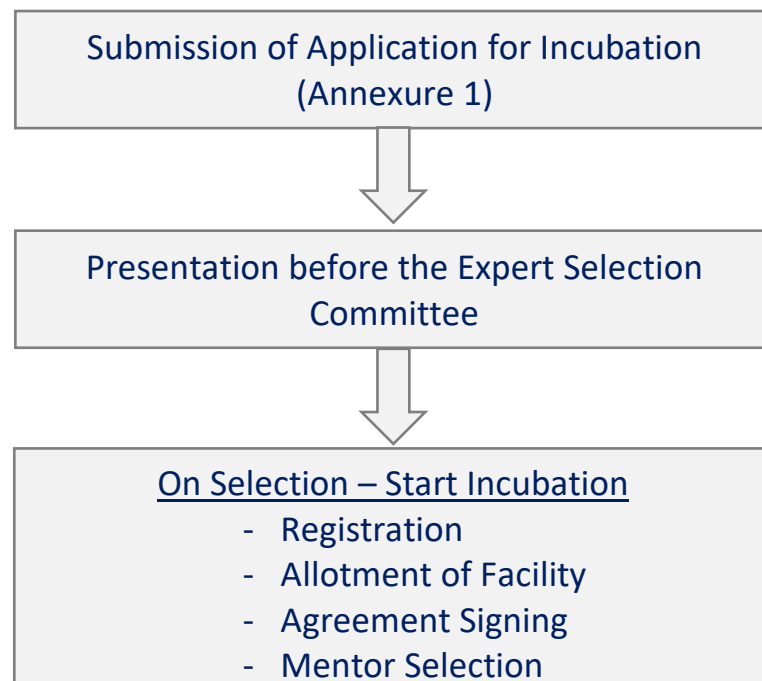 Submission of Application for Incubation
(Annexure 1)
Presentation before the Expert Selection
Committee
On Selection – Start Incubation
- Registration
- Allotment of Facility
- Agreement Signing
- Mentor Selection